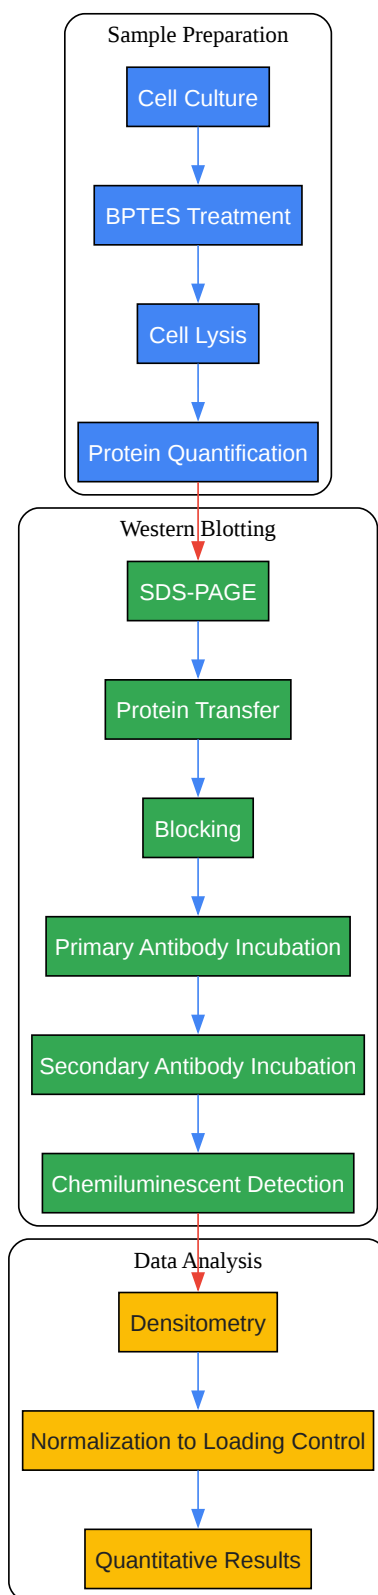 Sample Preparation
Cell Culture
BPTES Treatment
Cell Lysis
Protein Quantification
Western Blotting
SDS-PAGE
Protein Transfer
Blocking
Primary Antibody Incubation
Secondary Antibody Incubation
Chemiluminescent Detection
Data Analysis
Densitometry
Normalization to Loading Control
Quantitative Results